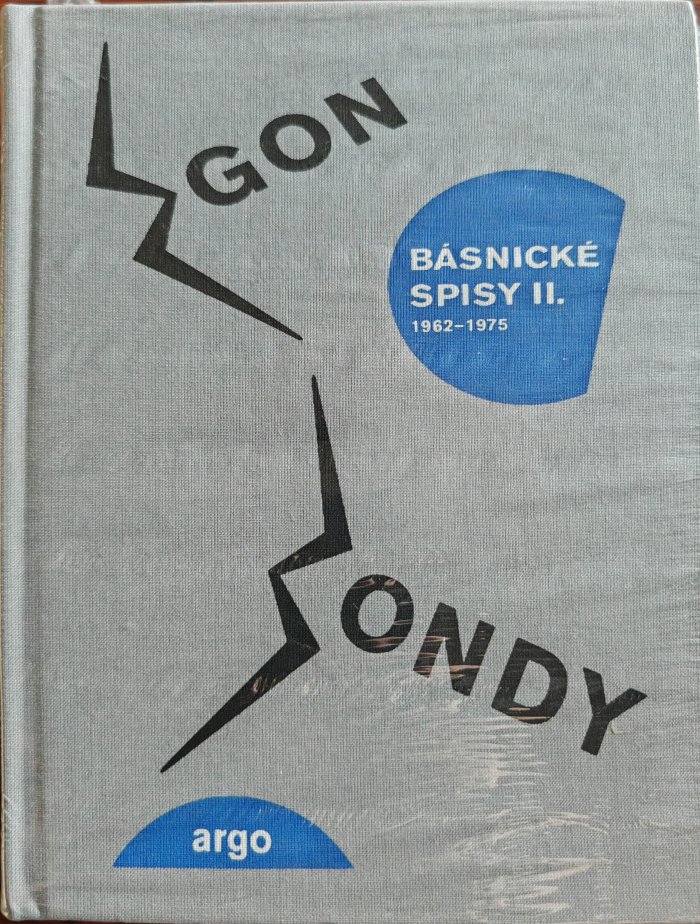 EGON
BÁSNICKÉ
SPISY II.
1962–1975
BONDY
argo